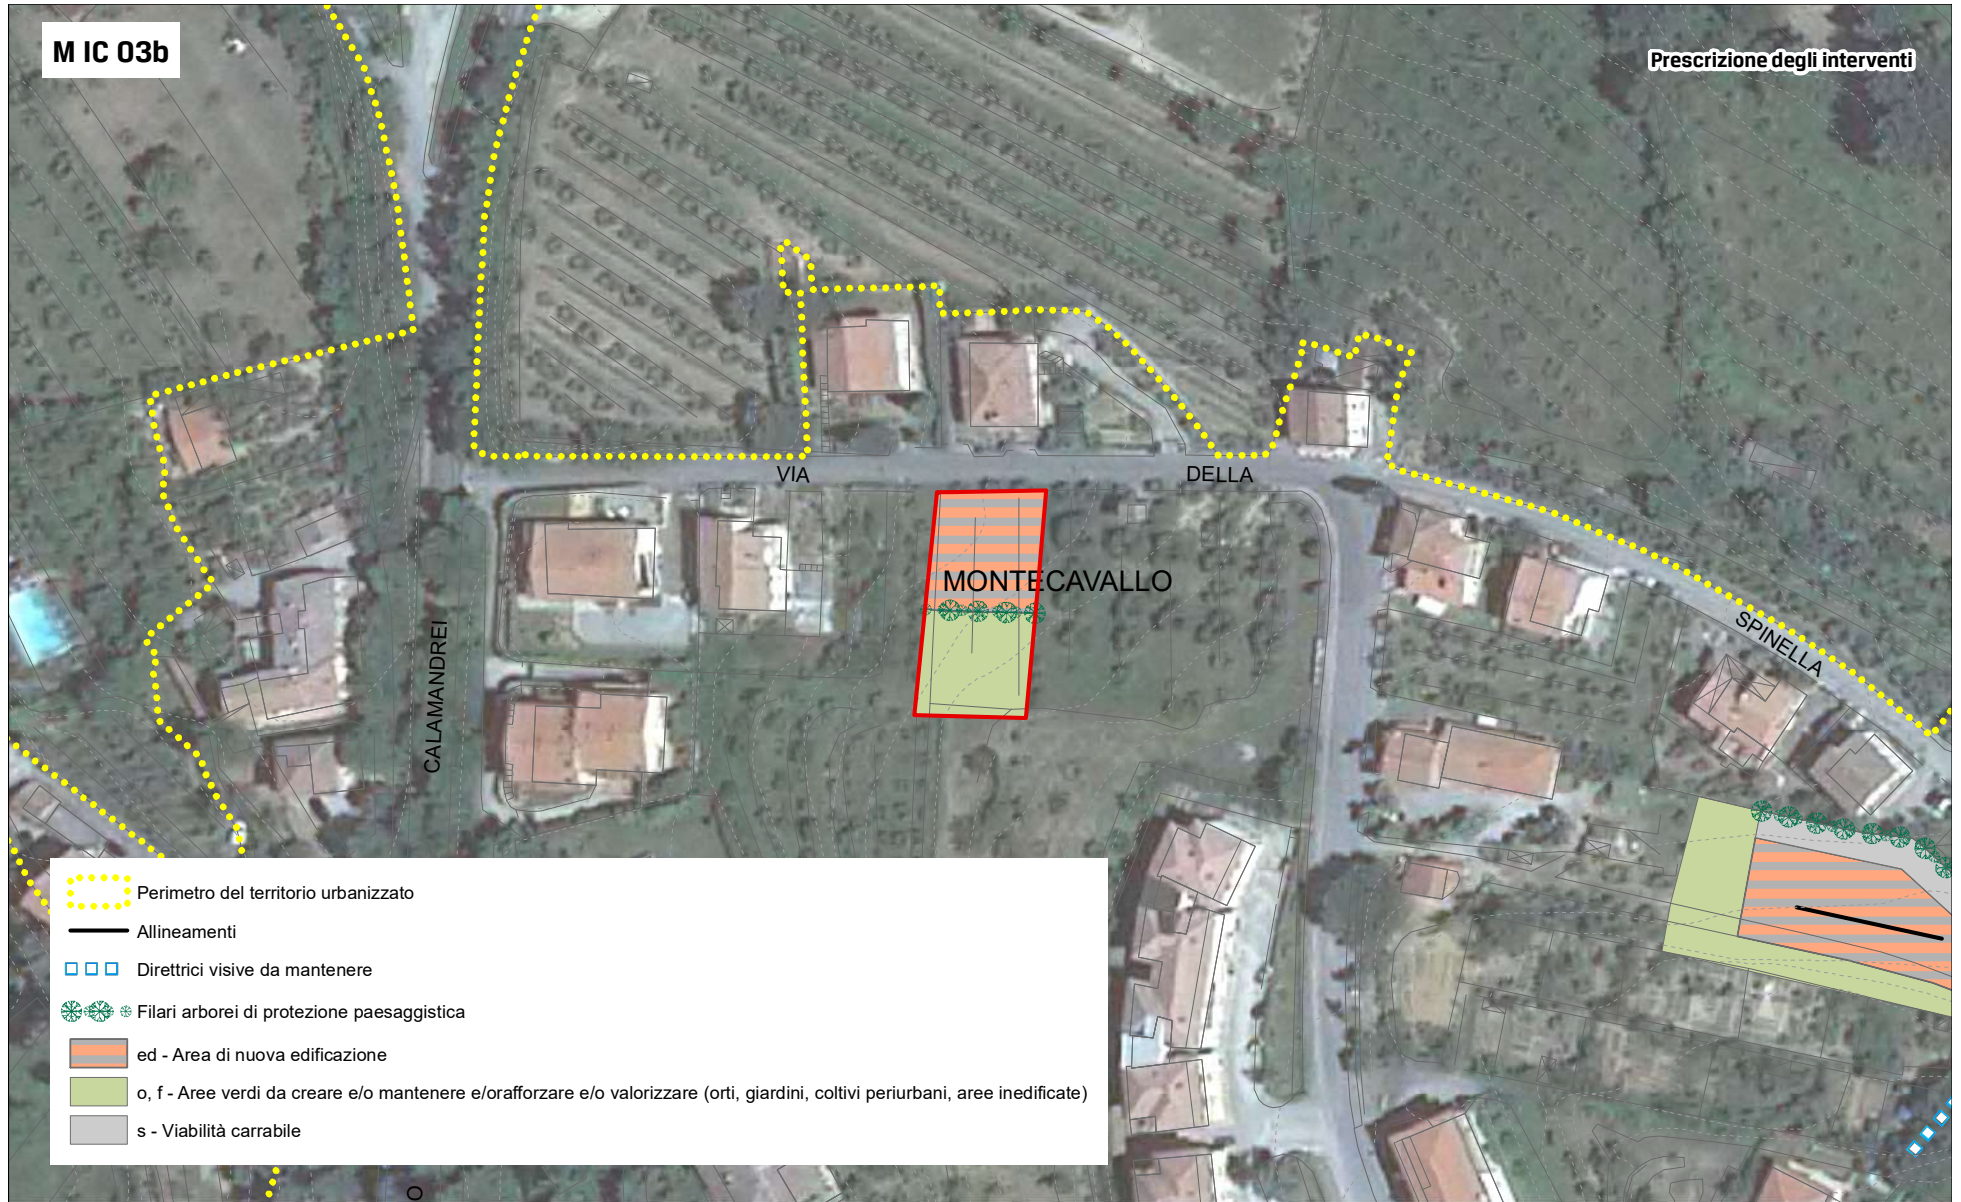 M IC 03b
Prescrizione degli interventi
VIA DELLA
MONTECAVALLO
SPINELLA
CALAMANDREI
Perimetro del territorio urbanizzato
Allineamenti
Direttrici visive da mantenere
Filari arborei di protezione paesaggistica
ed - Area di nuova edificazione
o, f - Aree verdi da creare e/o mantenere e/orafforzare e/o valorizzare (orti, giardini, coltivi periurbani, aree inedificate)
s - Viabilità carrabile
O